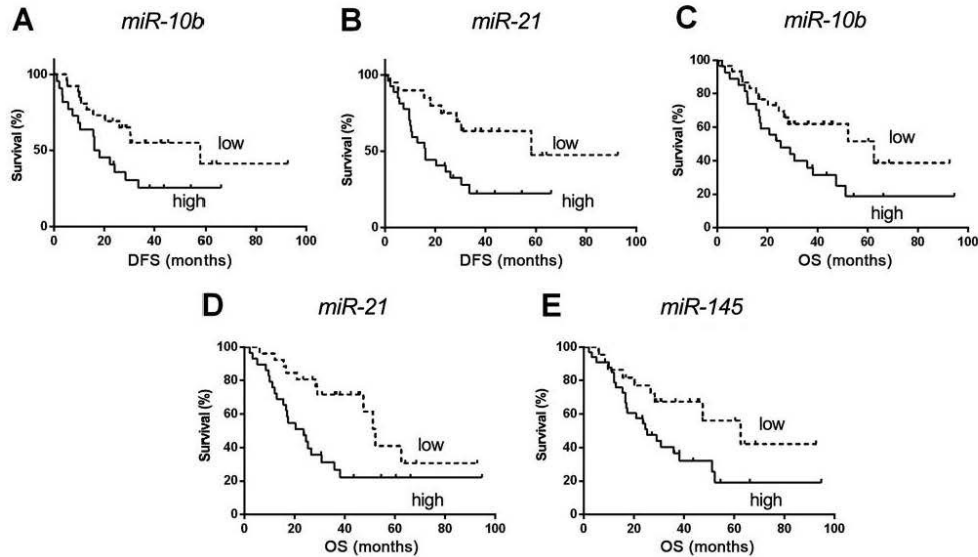 A
miR-10b
Survival (%)
100
50
0
low
high
0 20 40 60 80 100
DFS (months)
B
miR-21
Survival (%)
100
50
0
low
high
0 20 40 60 80 100
DFS (months)
C
miR-10b
Survival (%)
100
80
60
40
20
0
low
high
0 20 40 60 80 100
OS (months)
D
miR-21
Survival (%)
100
80
60
40
20
0
low
high
0 20 40 60 80 100
OS (months)
E
miR-145
Survival (%)
100
80
60
40
20
0
low
high
0 20 40 60 80 100
OS (months)